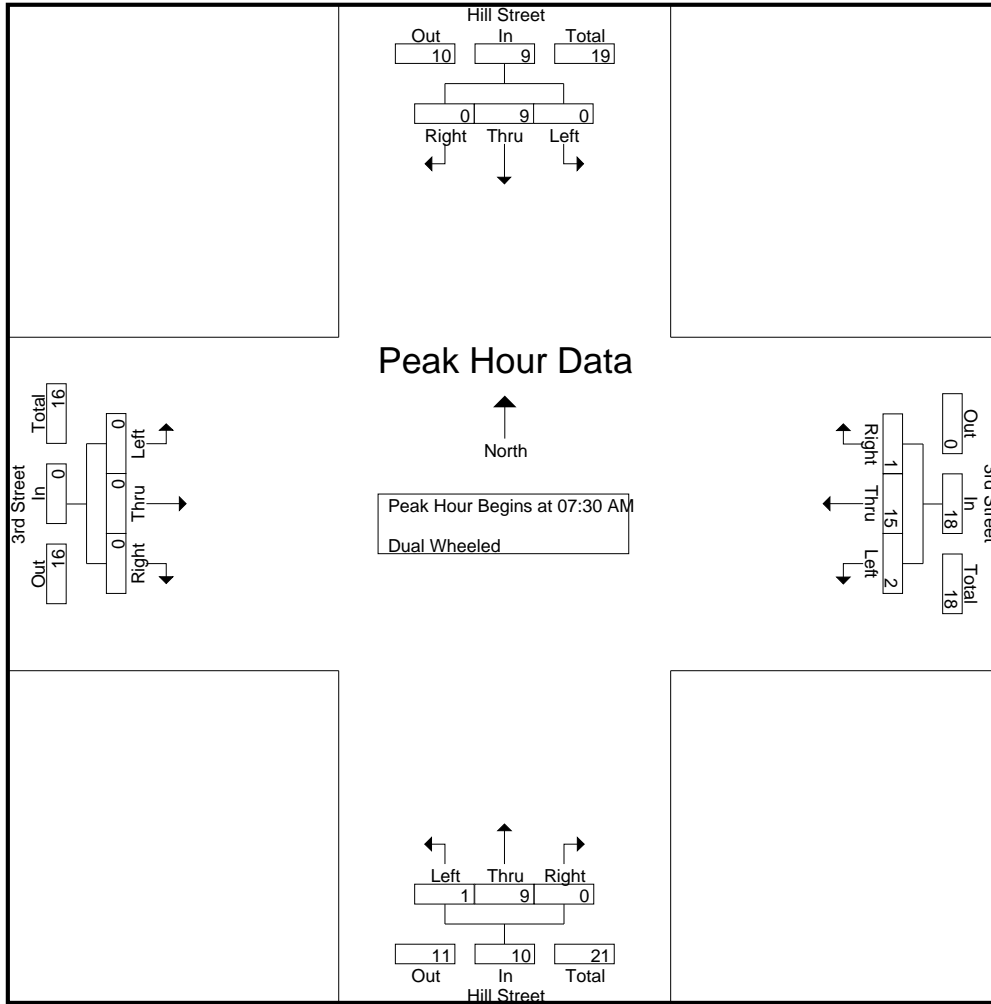 Hill Street
Out In Total
10 9 19
0 9 0
Right Thru Left
Peak Hour Data
North
Peak Hour Begins at 07:30 AM
Dual Wheeled
3rd Street
Total In Out
16 0 16
0 0 0
Left Thru Right
3rd Street
Out In Total
0 18 18
1 15 2
Right Thru Left
Left Thru Right
1 9 0
11 10 21
Out In Total
Hill Street